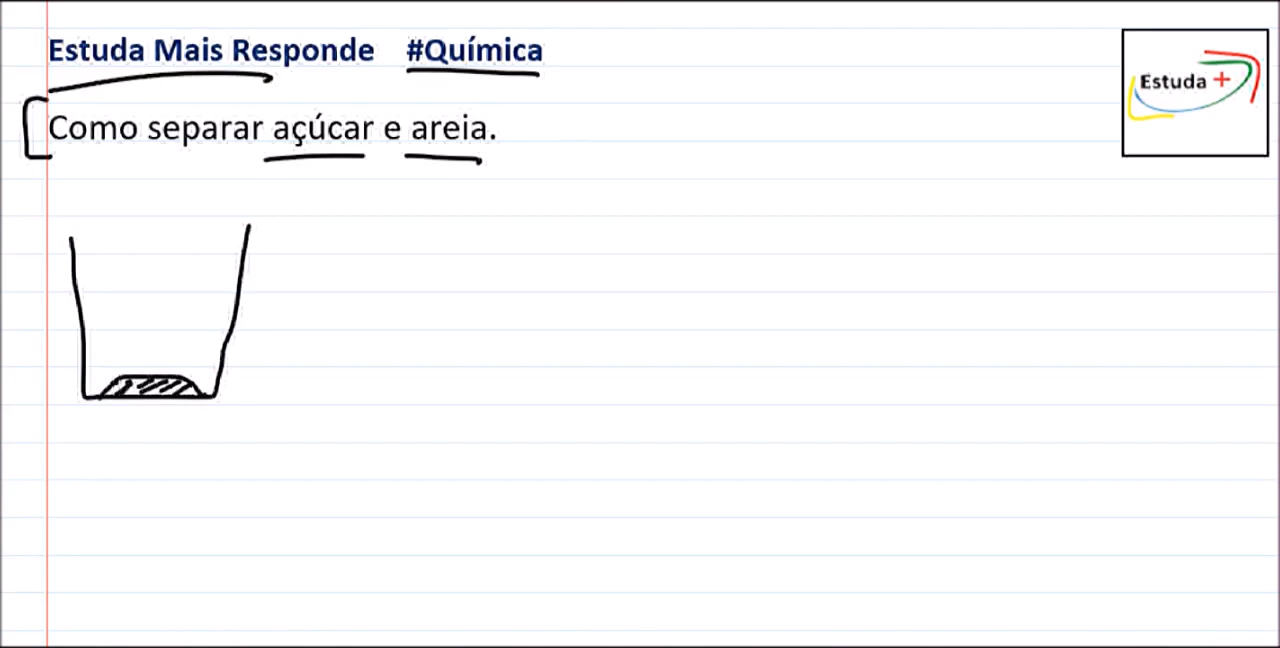 Estuda Mais Responde #Química
Estuda +
Como separar açúcar e areia.